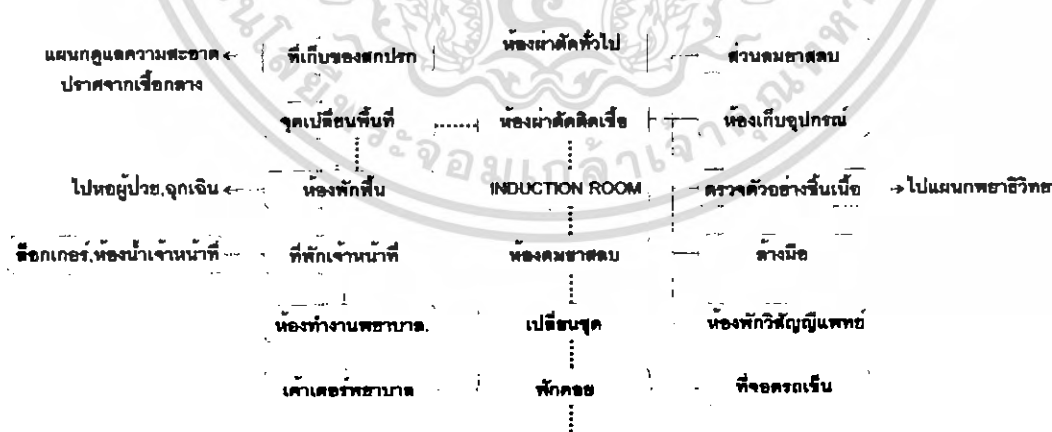 ห้องผ่าตัดทั่วไป
แผนกดูแลความสะอาด
ที่เก็บของสกปรก
ส่วนดมยาสลบ
ปราศจากเชื้อกลาง
จุดเปลี่ยนพื้นที่
ห้องผ่าตัดติดเชื้อ
ห้องเก็บอุปกรณ์
ไปหอผู้ป่วย,ฉุกเฉิน
ห้องพักฟื้น
INDUCTION ROOM
ตรวจตัวอย่างชิ้นเนื้อ
ไปแผนกพยาธิวิทยา
ล็อกเกอร์,ห้องน้ำเจ้าหน้าที่
ที่พักเจ้าหน้าที่
ห้องดมยาสลบ
ล้างมือ
ห้องทำงานพยาบาล.
เปลี่ยนชุด
ห้องพักวิสัญญีแพทย์
เค้าเตอร์พยาบาล
พักคอย
ที่จอดรถเข็น